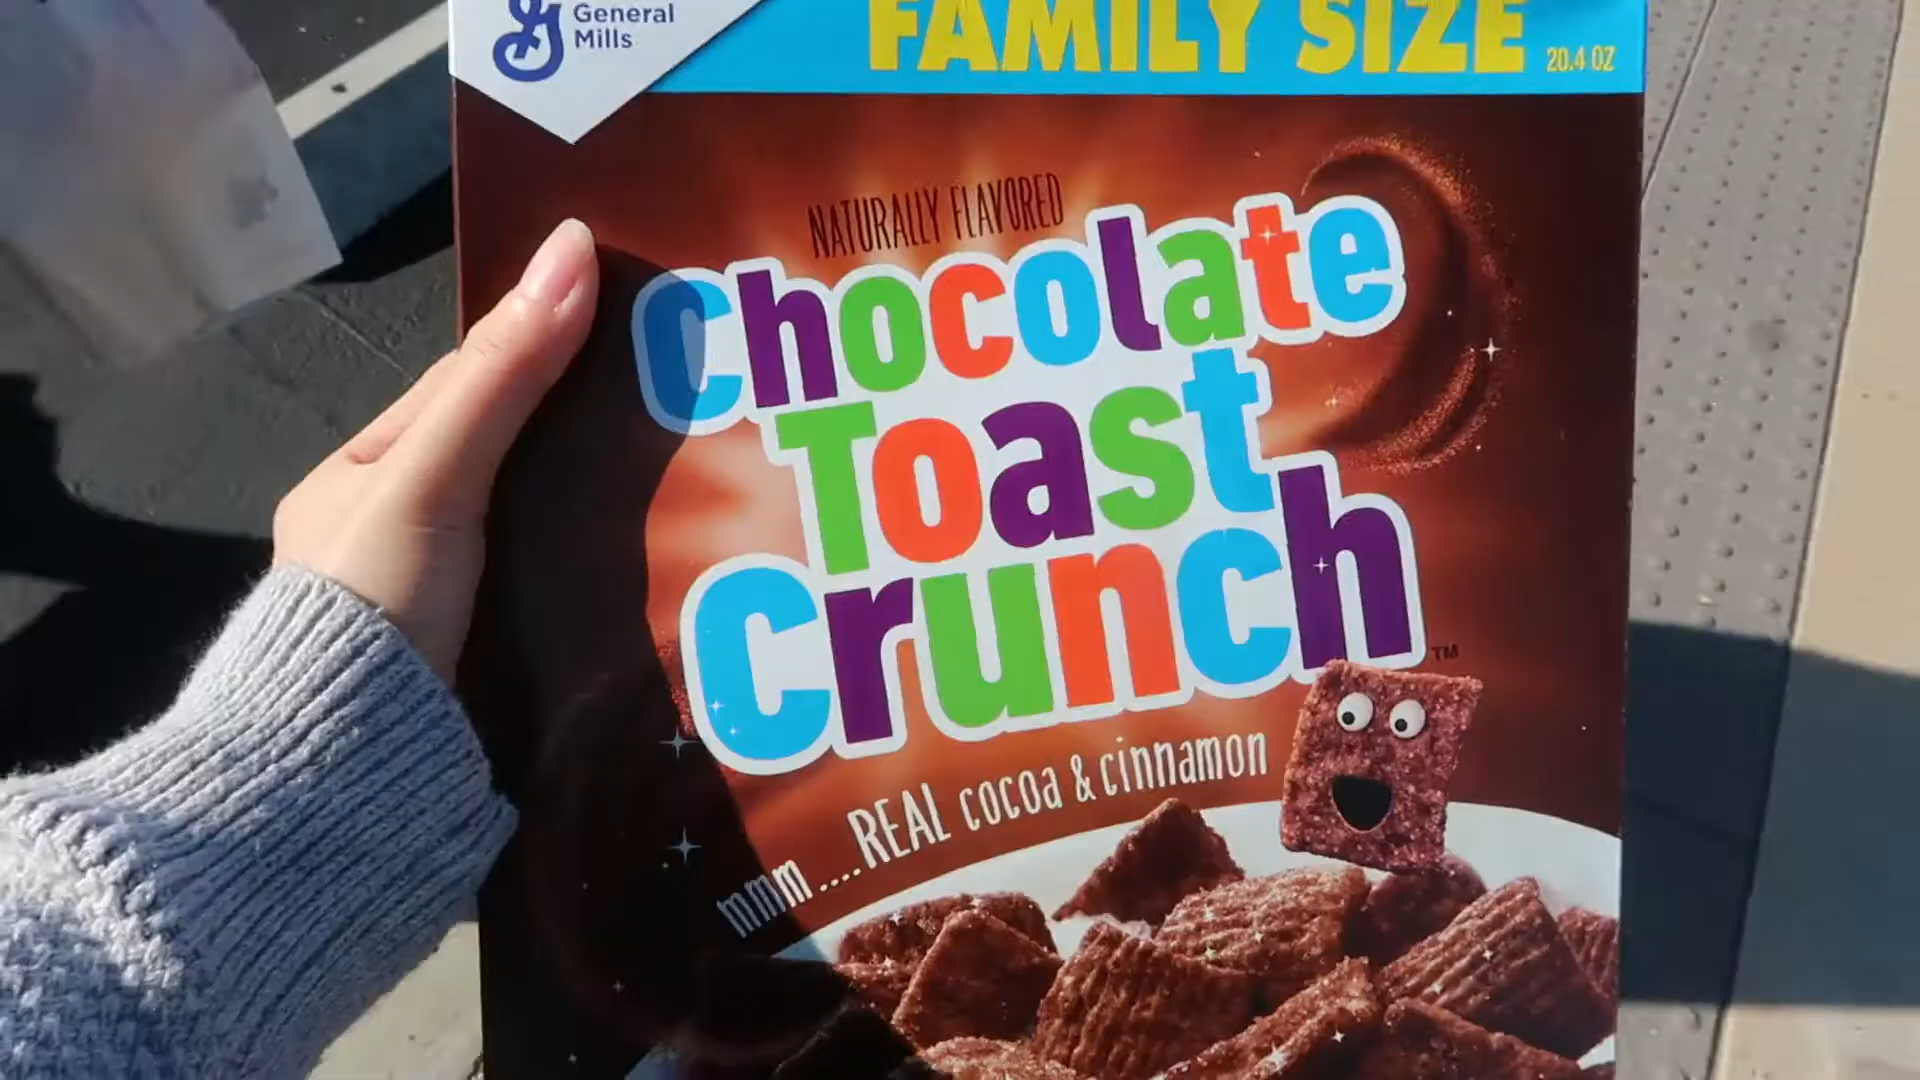 General
Mills
FAMILY SIZE
20.4 OZ
NATURALLY FLAVORED
Chocolate
Toast
Crunch
TM
mmm....REAL cocoa & cinnamon